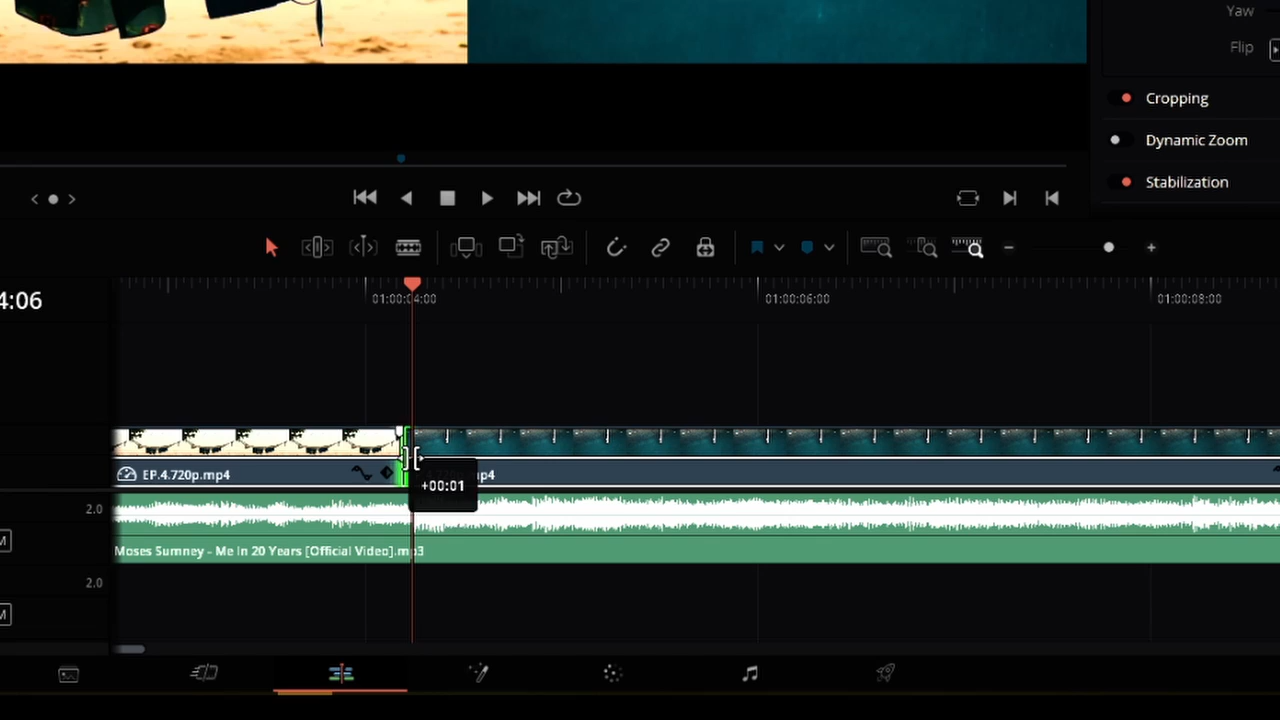 Yaw
Flip
Cropping
Dynamic Zoom
Stabilization
4:06
01:00:04:00
01:00:06:00
01:00:08:00
EP.4.720p.mp4
+00:01
2.0
M
Moses Sumney - Me In 20 Years [Official Video].mp3
2.0
M